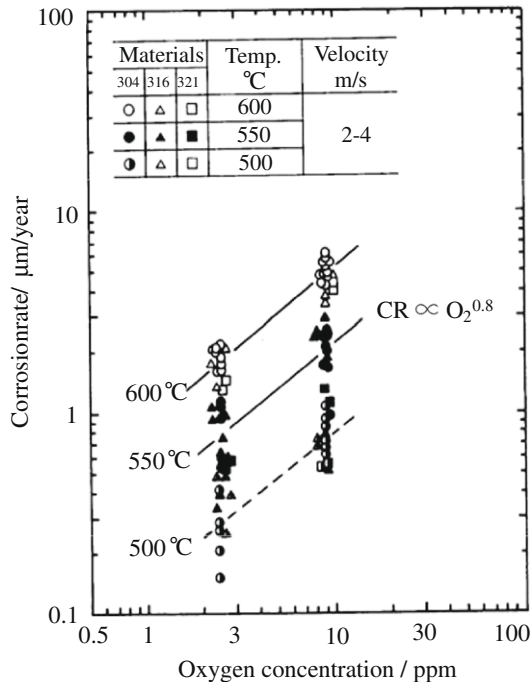 100
10
1
0.1
Corrosionrate/ μm/year
Materials Temp. Velocity
304 316 321 °C m/s
600
550 2-4
500
CR ∝ O₂^0.8
600 °C
550 °C
500 °C
0.5 1 3 10 30 100
Oxygen concentration / ppm